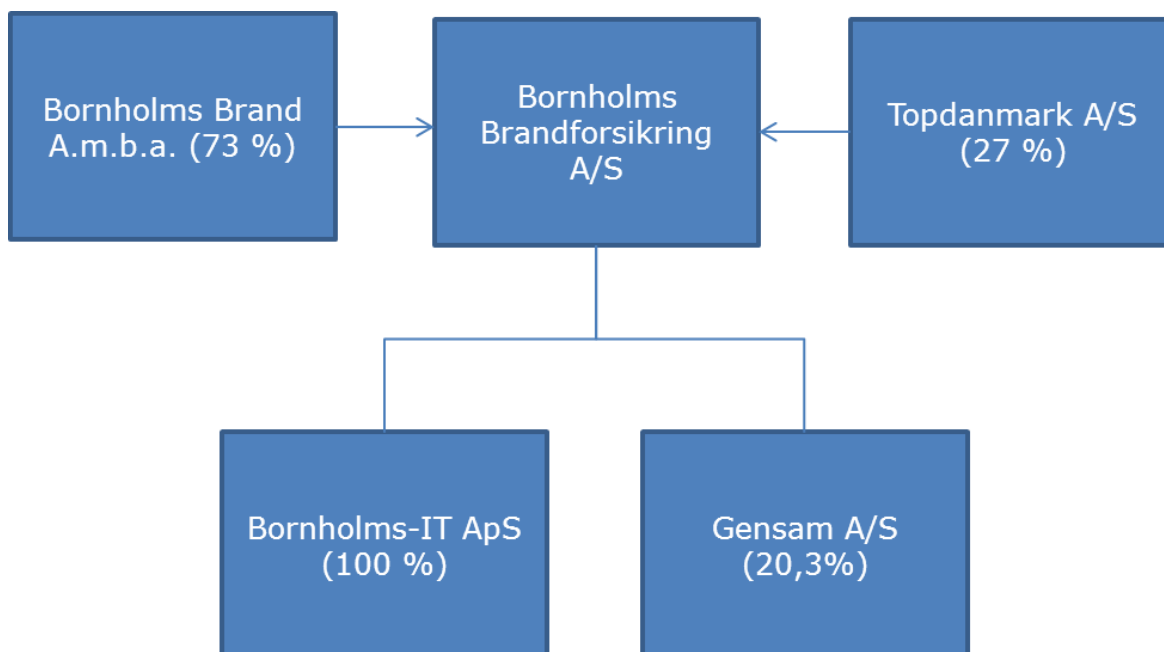 Bornholms Brand
A.m.b.a. (73 %)
Bornholms
Brandforsikring
A/S
Topdanmark A/S
(27 %)
Bornholms-IT ApS
(100 %)
Gensam A/S
(20,3%)